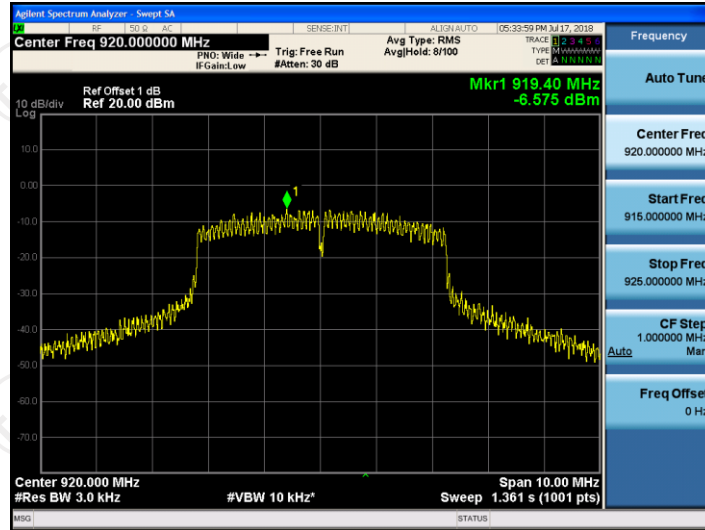 Agilent Spectrum Analyzer - Swept SA
RF 50 Ω AC SENSE:INT ALIGN AUTO 05:33:59 PM Jul 17, 2018
Center Freq 920.000000 MHz
PNO: Wide
IFGain:Low
Trig: Free Run
#Atten: 30 dB
Avg Type: RMS
Avg|Hold: 8/100
TRACE 1 2 3 4 5 6
TYPE M
DET A N N N N N
Ref Offset 1 dB
Ref 20.00 dBm
10 dB/div
Log
Mkr1 919.40 MHz
-6.575 dBm
10.0
0.00
-10.0
-20.0
-30.0
-40.0
-50.0
-60.0
-70.0
1
Center 920.000 MHz
Span 10.00 MHz
#Res BW 3.0 kHz
#VBW 10 kHz*
Sweep 1.361 s (1001 pts)
MSG
STATUS
Frequency
Auto Tune
Center Freq
920.000000 MHz
Start Freq
915.000000 MHz
Stop Freq
925.000000 MHz
CF Step
1.000000 MHz
Auto Man
Freq Offset
0 Hz